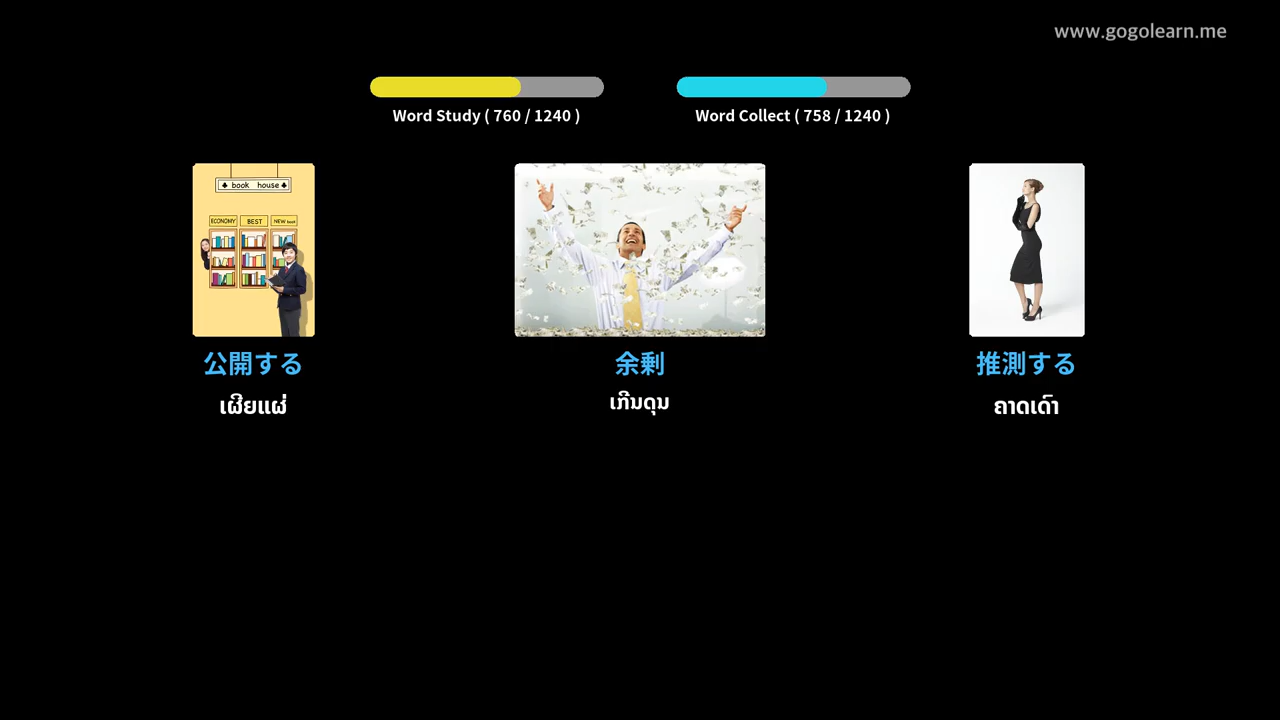 www.gogolearn.me
Word Study ( 760 / 1240 )
Word Collect ( 758 / 1240 )
book house
ECONOMY
BEST
NEW book
公開する
余剰
推測する
ເຜີຍແຜ່
ເກີນດຸນ
ຄາດເດົາ